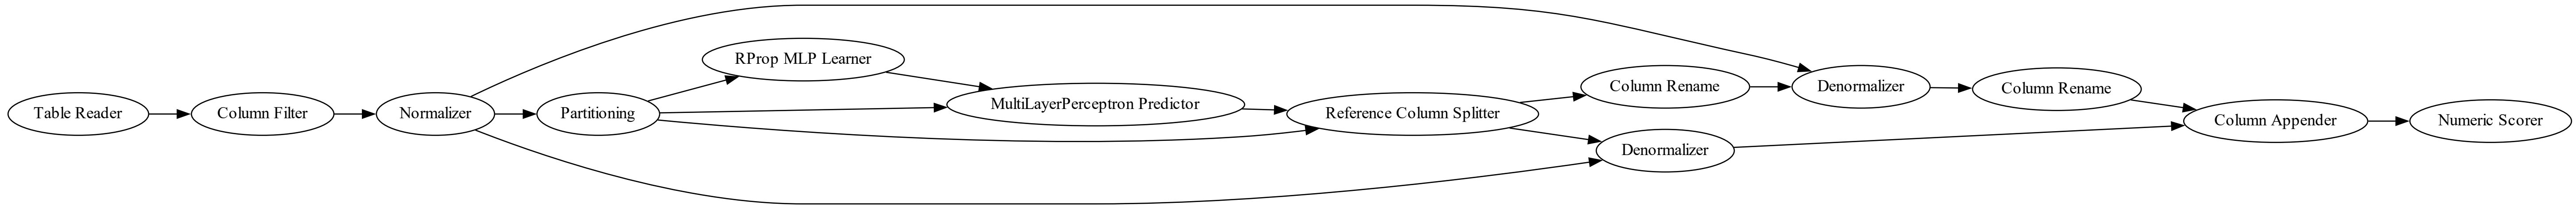 Table Reader
Column Filter
Normalizer
Partitioning
RProp MLP Learner
MultiLayerPerceptron Predictor
Reference Column Splitter
Column Rename
Denormalizer
Denormalizer
Column Rename
Column Appender
Numeric Scorer